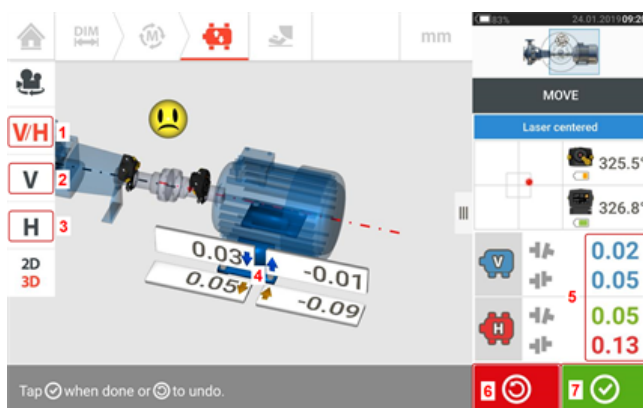 83%
24.01.2019 09:20
DIM
M
mm
MOVE
Laser centered
V/H 1
V 2
H 3
2D
3D
325.5°
326.8°
0.03
-0.01
4
0.05
-0.09
V
0.02
0.05
5
H
0.05
0.13
Tap when done or to undo.
6
7